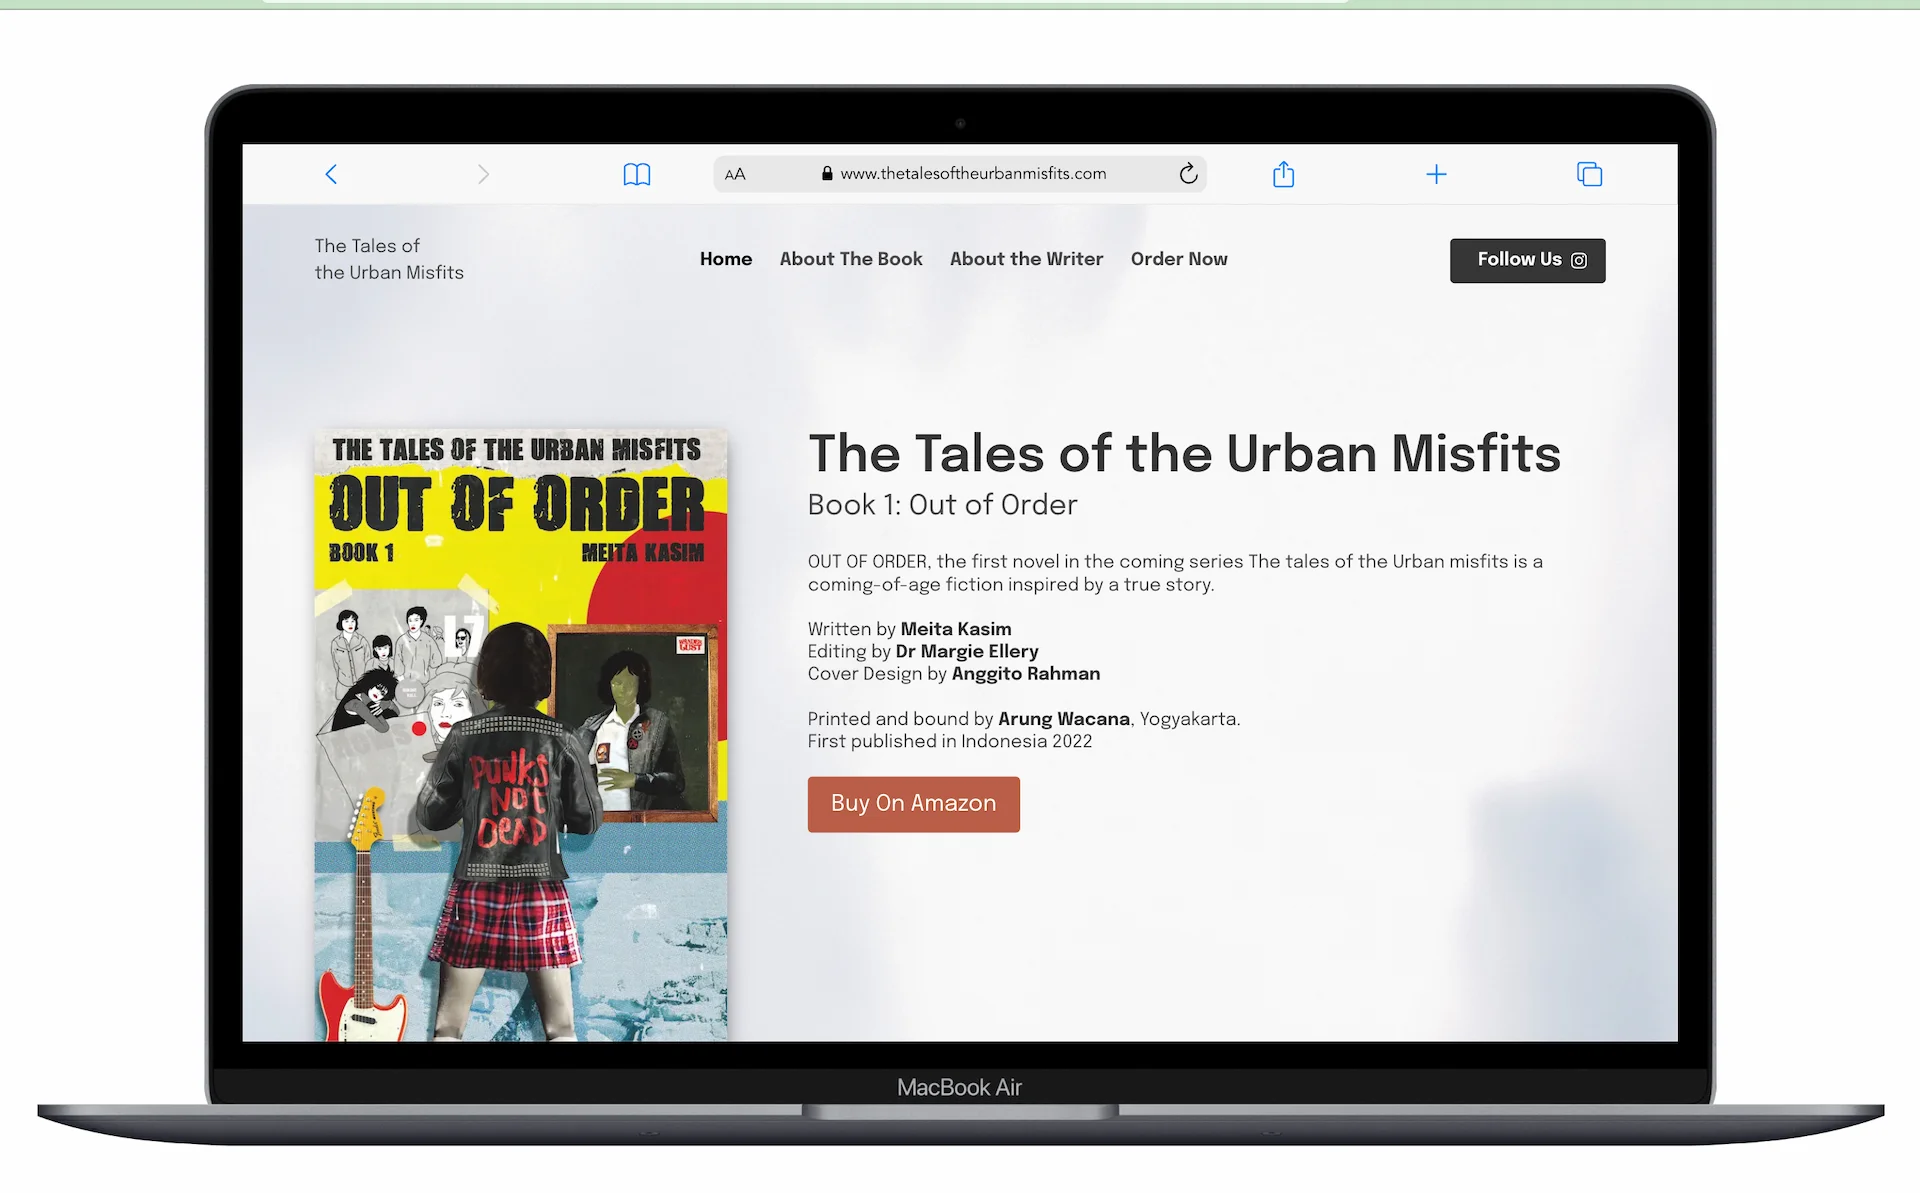 AA
www.thetalesoftheurbanmisfits.com
The Tales of
the Urban Misfits
Home
About The Book
About the Writer
Order Now
Follow Us
THE TALES OF THE URBAN MISFITS
OUT OF ORDER
BOOK 1
MEITA KASIM
17
WANDER
LUST
PUNKS
NOT
DEAD
The Tales of the Urban Misfits
Book 1: Out of Order
OUT OF ORDER, the first novel in the coming series The tales of the Urban misfits is a
coming-of-age fiction inspired by a true story.
Written by Meita Kasim
Editing by Dr Margie Ellery
Cover Design by Anggito Rahman
Printed and bound by Arung Wacana, Yogyakarta.
First published in Indonesia 2022
Buy On Amazon
MacBook Air